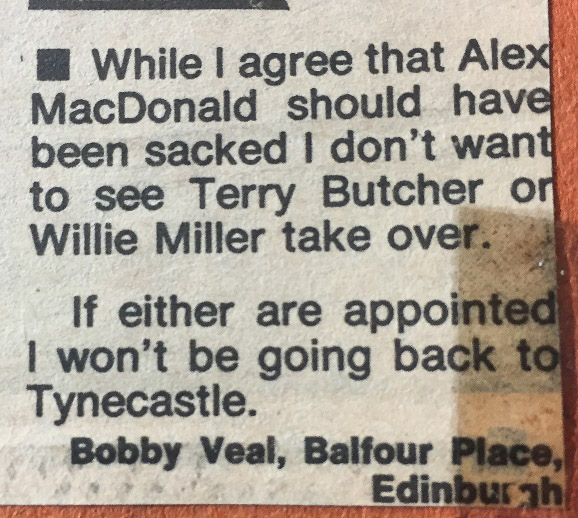 ■ While I agree that Alex
MacDonald should have
been sacked I don't want
to see Terry Butcher or
Willie Miller take over.
If either are appointed
I won't be going back to
Tynecastle.
Bobby Veal, Balfour Place,
Edinburgh